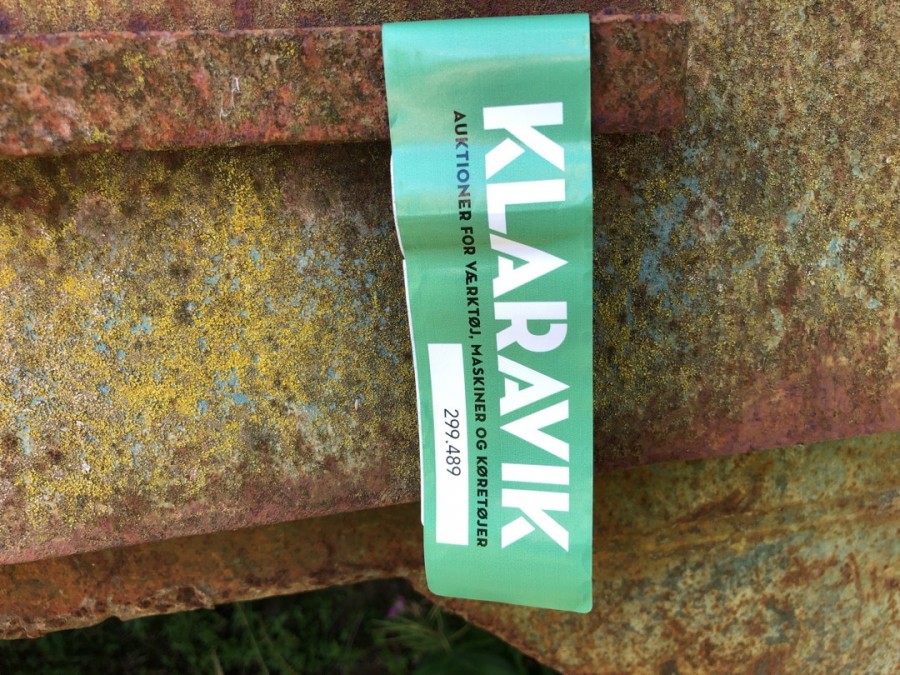 KLARAVIK
AUKTIONER FOR VÆRKTØJ, MASKINER OG KØRETØJER
299.489